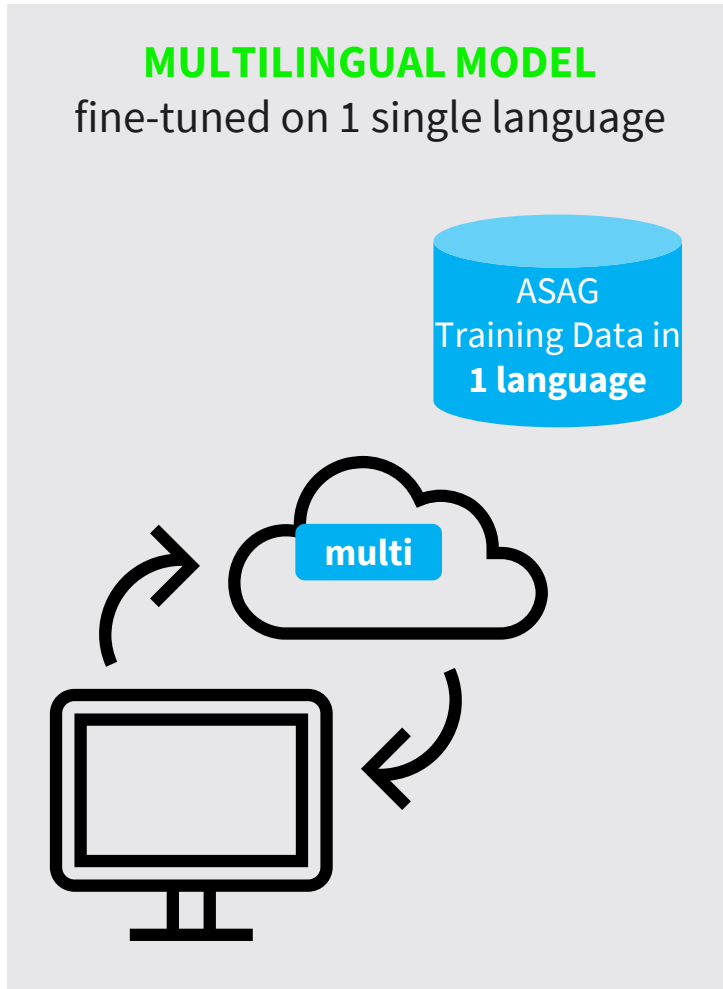 MULTILINGUAL MODEL
fine-tuned on 1 single language
ASAG
Training Data in
1 language
multi